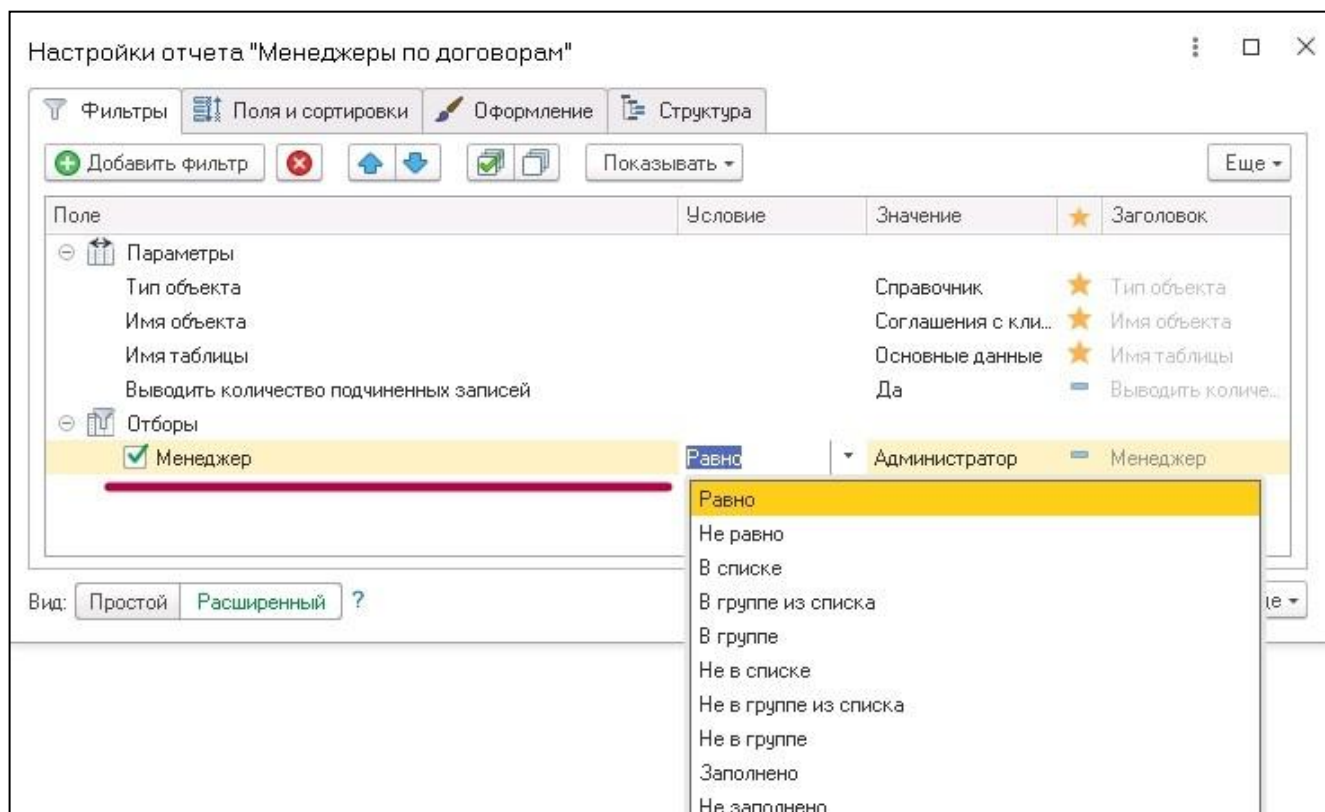 Настройки отчета "Менеджеры по договорам"
Фильтры Поля и сортировки Оформление Структура
Добавить фильтр Показывать Еще
Поле Условие Значение Заголовок
Параметры
Тип объекта Справочник Тип объекта
Имя объекта Соглашения с кли... Имя объекта
Имя таблицы Основные данные Имя таблицы
Выводить количество подчиненных записей Да Выводить количе...
Отборы
Менеджер Равно Администратор Менеджер
Равно
Не равно
В списке
В группе из списка
Вид: Простой Расширенный ?
В группе
Не в списке
Не в группе из списка
Не в группе
Заполнено
Не заполнено